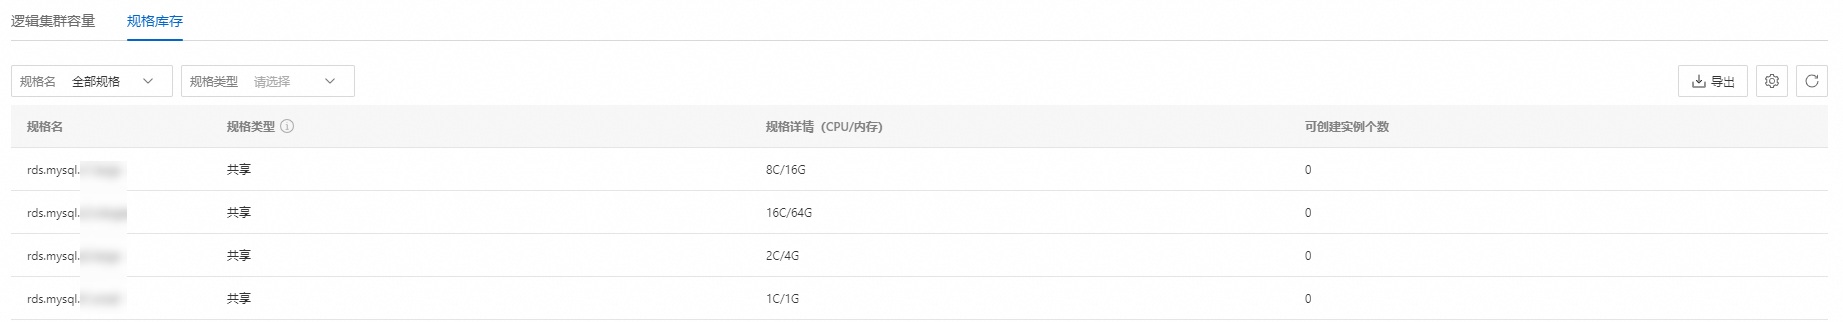 逻辑集群容量 规格库存
规格名 全部规格 规格类型 请选择 导出
规格名 规格类型 规格详情（CPU/内存） 可创建实例个数
rds.mysql. 共享 8C/16G 0
rds.mysql. 共享 16C/64G 0
rds.mysql. 共享 2C/4G 0
rds.mysql. 共享 1C/1G 0